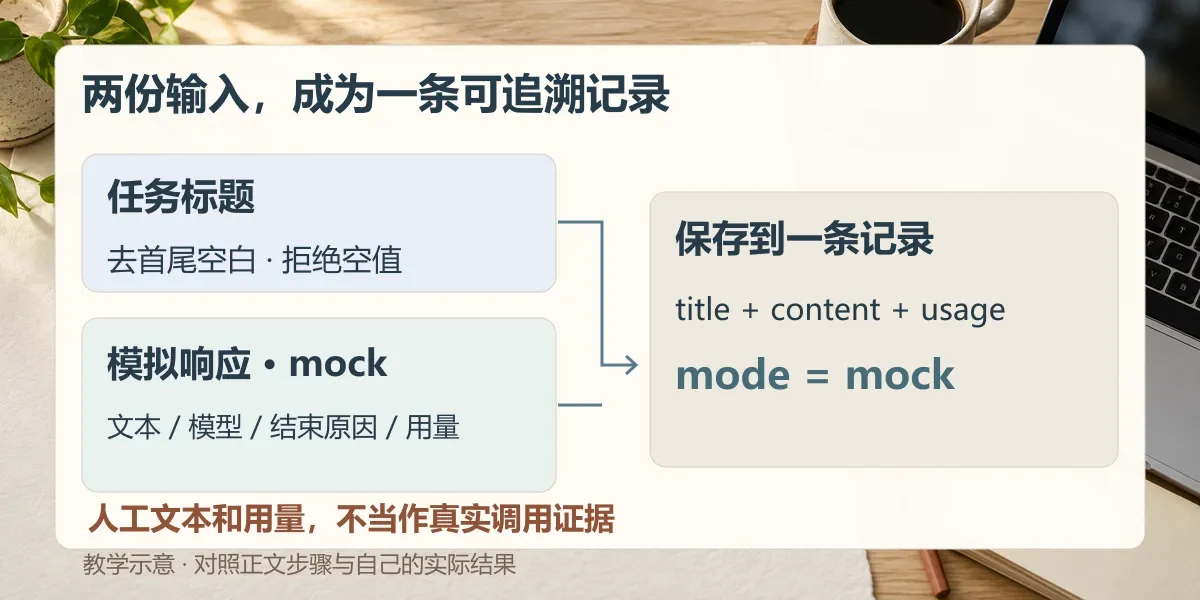 两份输入，成为一条可追溯记录
任务标题
去首尾空白 · 拒绝空值
模拟响应 • mock
文本 / 模型 / 结束原因 / 用量
保存到一条记录
title + content + usage
mode = mock
人工文本和用量，不当作真实调用证据
教学示意 · 对照正文步骤与自己的实际结果